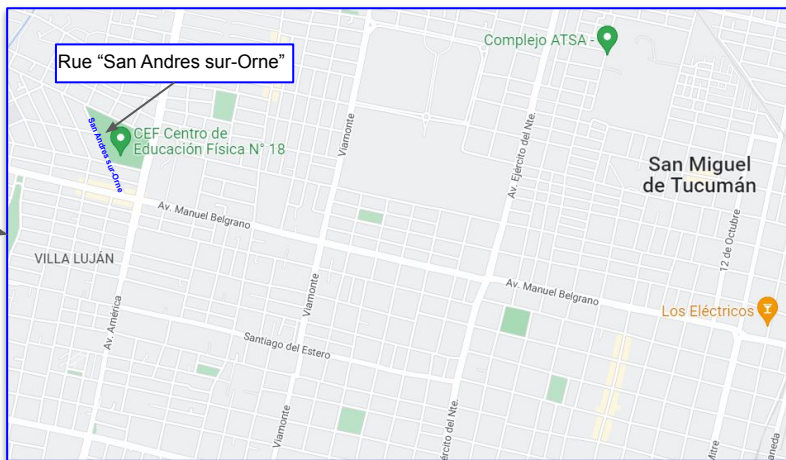 Complejo ATSA -
Rue “San Andres sur-Orne”
San Andres sur-Orne
CEF Centro de
Educación Física N° 18
Viamonte
Av. Ejército del Nte.
San Miguel
de Tucumán
Av. Manuel Belgrano
12 de Octubre
VILLA LUJÁN
Av. Manuel Belgrano
Los Eléctricos
Av. América
Viamonte
Santiago del Estero
Viamonte
Ejército del Nte.
Mitre